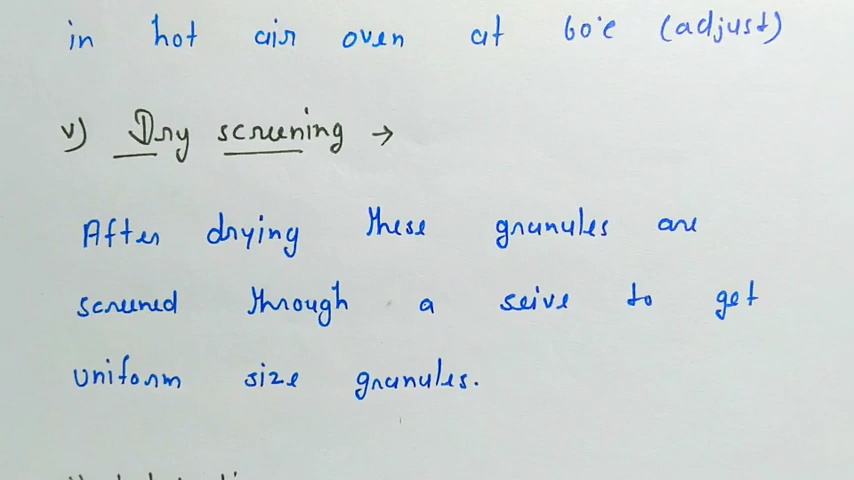 in hot air oven at 60°c (adjust)
v) Dry screening →
After drying these granules are
screened through a seive to get
uniform size granules.